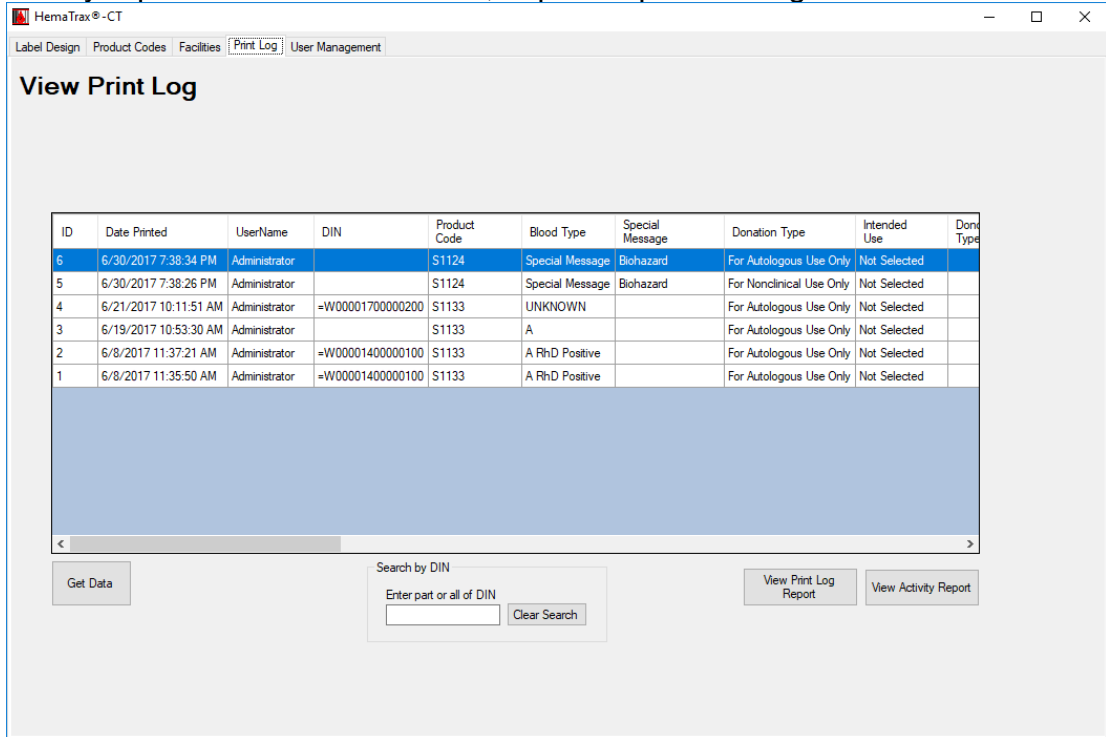 HemaTrax®-CT
Label Design Product Codes Facilities Print Log User Management
View Print Log
ID Date Printed UserName DIN Product Code Blood Type Special Message Donation Type Intended Use Dono Type
6 6/30/2017 7:38:34 PM Administrator S1124 Special Message Biohazard For Autologous Use Only Not Selected
5 6/30/2017 7:38:26 PM Administrator S1124 Special Message Biohazard For Nonclinical Use Only Not Selected
4 6/21/2017 10:11:51 AM Administrator =W00001700000200 S1133 UNKNOWN For Autologous Use Only Not Selected
3 6/19/2017 10:53:30 AM Administrator S1133 A For Autologous Use Only Not Selected
2 6/8/2017 11:37:21 AM Administrator =W00001400000100 S1133 A RhD Positive For Autologous Use Only Not Selected
1 6/8/2017 11:35:50 AM Administrator =W00001400000100 S1133 A RhD Positive For Autologous Use Only Not Selected
Get Data
Search by DIN
Enter part or all of DIN
Clear Search
View Print Log
Report
View Activity Report